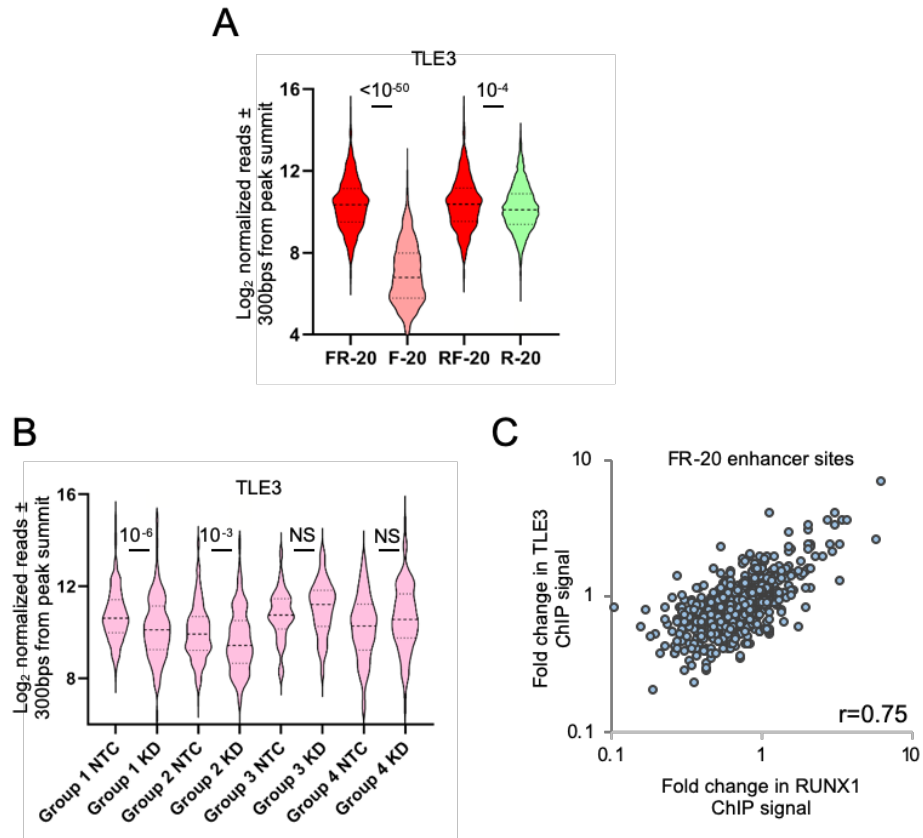 A
TLE3
Log2 normalized reads ±
300bps from peak summit
16
12
8
4
<10-50
10-4
FR-20 F-20 RF-20 R-20
B
TLE3
Log2 normalized reads ±
300bps from peak summit
16
12
8
10-6
10-3
NS
NS
Group 1 NTC
Group 1 KD
Group 2 NTC
Group 2 KD
Group 3 NTC
Group 3 KD
Group 4 NTC
Group 4 KD
C
FR-20 enhancer sites
Fold change in TLE3
ChIP signal
10
1
0.1
r=0.75
0.1 1 10
Fold change in RUNX1
ChIP signal